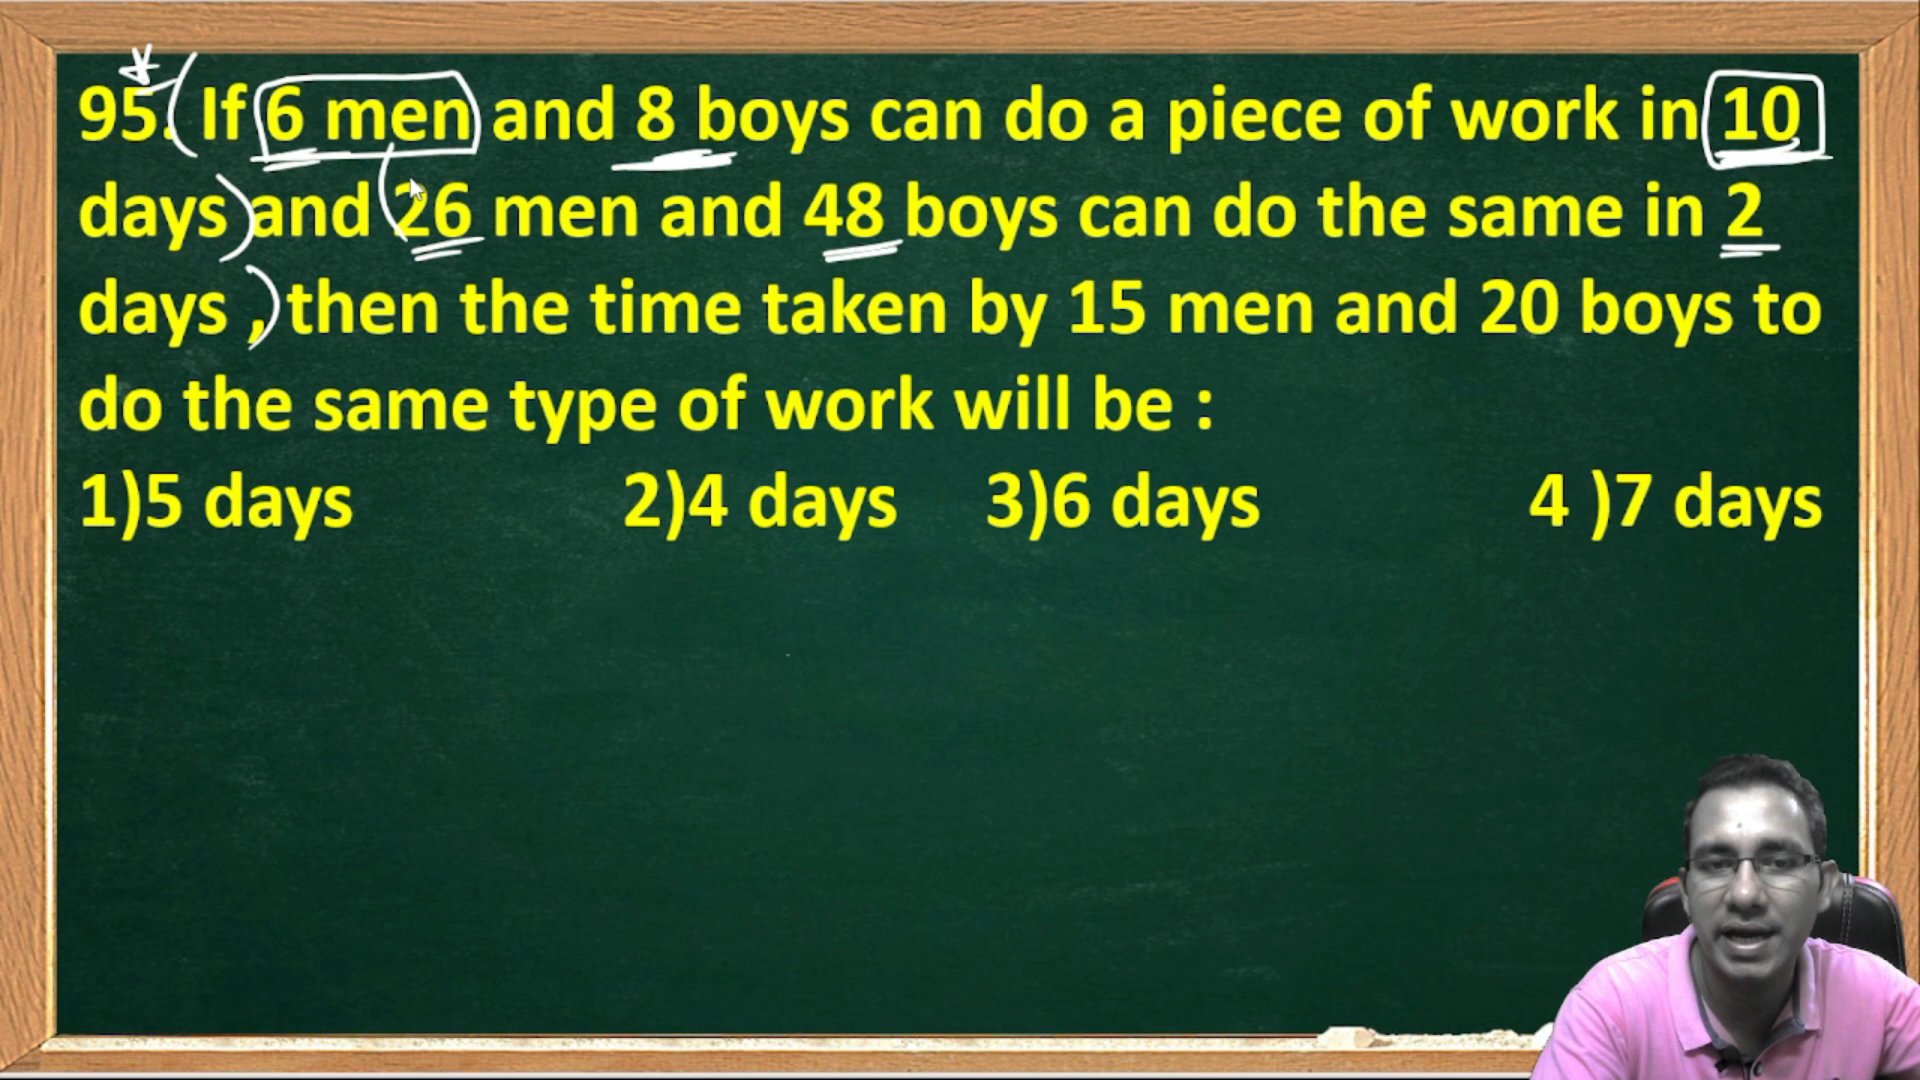 95. If 6 men and 8 boys can do a piece of work in 10
days and 26 men and 48 boys can do the same in 2
days , then the time taken by 15 men and 20 boys to
do the same type of work will be :
1)5 days 2)4 days 3)6 days 4 )7 days